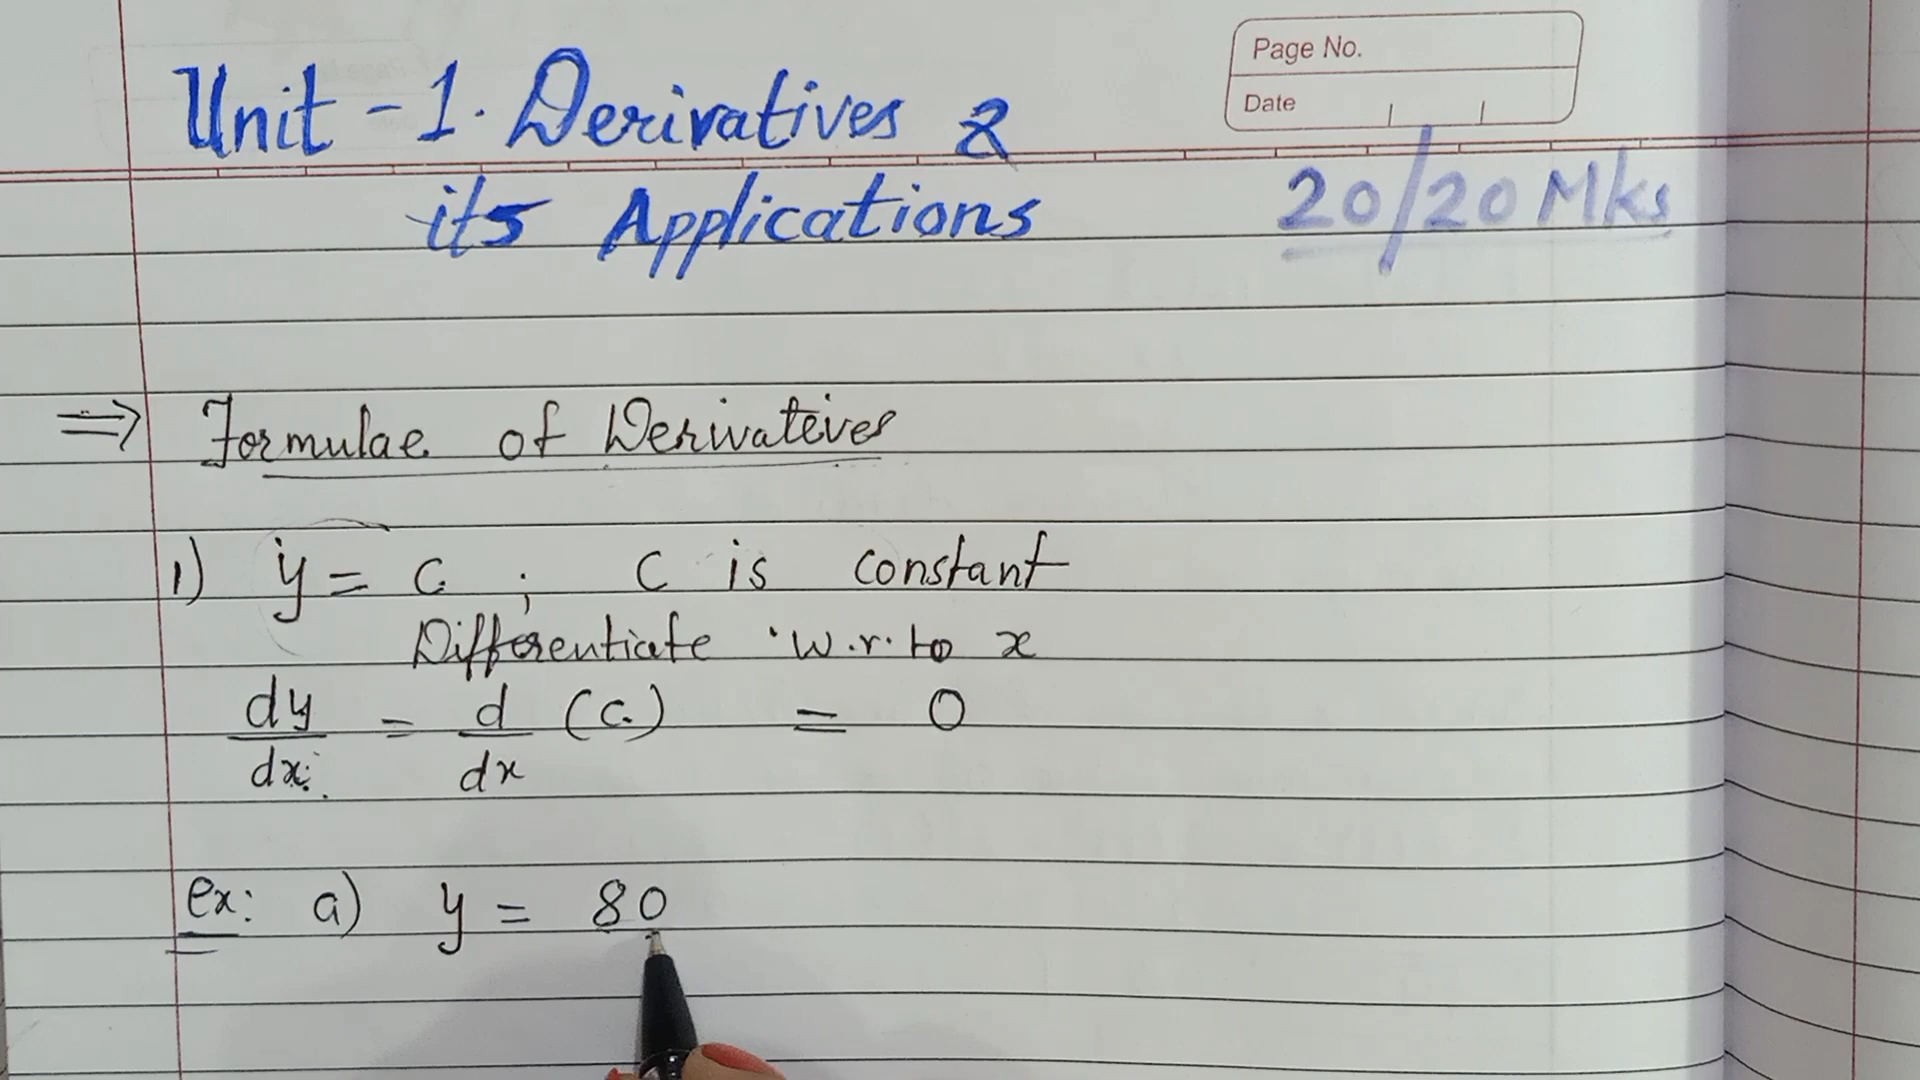 Page No.
Date
Unit - 1. Derivatives &
its Applications
20/20 Mks
⇒ Formulae of Derivatives
1) y = c ; c is constant
Differentiate w.r.to x
dy/dx = d/dx (c) = 0
ex: a) y = 80